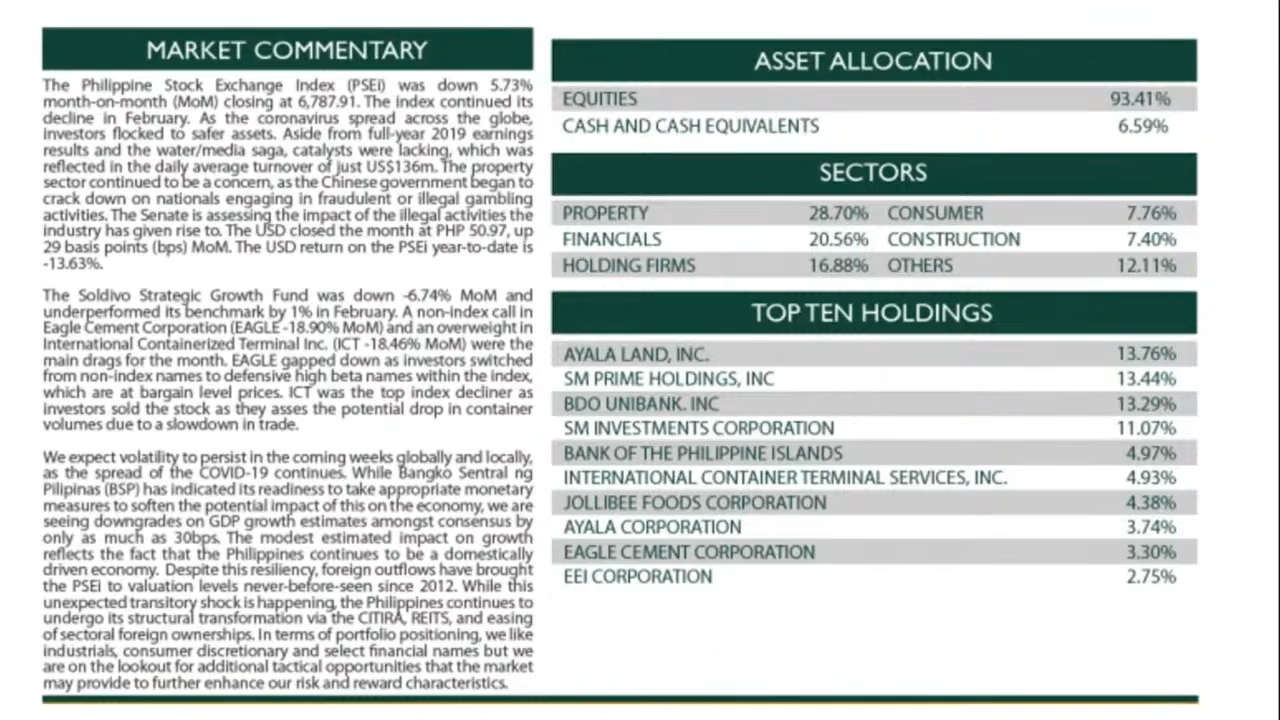 MARKET COMMENTARY
The Philippine Stock Exchange Index (PSEi) was down 5.73%
month-on-month (MoM) closing at 6,787.91. The index continued its
decline in February. As the coronavirus spread across the globe,
investors flocked to safer assets. Aside from full-year 2019 earnings
results and the water/media saga, catalysts were lacking, which was
reflected in the daily average turnover of just US$136m. The property
sector continued to be a concern, as the Chinese government began to
crack down on nationals engaging in fraudulent or illegal gambling
activities. The Senate is assessing the impact of the illegal activities the
industry has given rise to. The USD closed the month at PHP 50.97, up
29 basis points (bps) MoM. The USD return on the PSEi year-to-date is
-13.63%.
The Soldivo Strategic Growth Fund was down -6.74% MoM and
underperformed its benchmark by 1% in February. A non-index call in
Eagle Cement Corporation (EAGLE -18.90% MoM) and an overweight in
International Containerized Terminal Inc. (ICT -18.46% MoM) were the
main drags for the month. EAGLE gapped down as investors switched
from non-index names to defensive high beta names within the index,
which are at bargain level prices. ICT was the top index decliner as
investors sold the stock as they asses the potential drop in container
volumes due to a slowdown in trade.
We expect volatility to persist in the coming weeks globally and locally,
as the spread of the COVID-19 continues. While Bangko Sentral ng
Pilipinas (BSP) has indicated its readiness to take appropriate monetary
measures to soften the potential impact of this on the economy, we are
seeing downgrades on GDP growth estimates amongst consensus by
only as much as 30bps. The modest estimated impact on growth
reflects the fact that the Philippines continues to be a domestically
driven economy. Despite this resiliency, foreign outflows have brought
the PSEi to valuation levels never-before-seen since 2012. While this
unexpected transitory shock is happening, the Philippines continues to
undergo its structural transformation via the CITIRA, REITS, and easing
of sectoral foreign ownerships. In terms of portfolio positioning, we like
industrials, consumer discretionary and select financial names but we
are on the lookout for additional tactical opportunities that the market
may provide to further enhance our risk and reward characteristics.
ASSET ALLOCATION
EQUITIES 93.41%
CASH AND CASH EQUIVALENTS 6.59%
SECTORS
PROPERTY 28.70% CONSUMER 7.76%
FINANCIALS 20.56% CONSTRUCTION 7.40%
HOLDING FIRMS 16.88% OTHERS 12.11%
TOP TEN HOLDINGS
AYALA LAND, INC. 13.76%
SM PRIME HOLDINGS, INC 13.44%
BDO UNIBANK. INC 13.29%
SM INVESTMENTS CORPORATION 11.07%
BANK OF THE PHILIPPINE ISLANDS 4.97%
INTERNATIONAL CONTAINER TERMINAL SERVICES, INC. 4.93%
JOLLIBEE FOODS CORPORATION 4.38%
AYALA CORPORATION 3.74%
EAGLE CEMENT CORPORATION 3.30%
EEI CORPORATION 2.75%